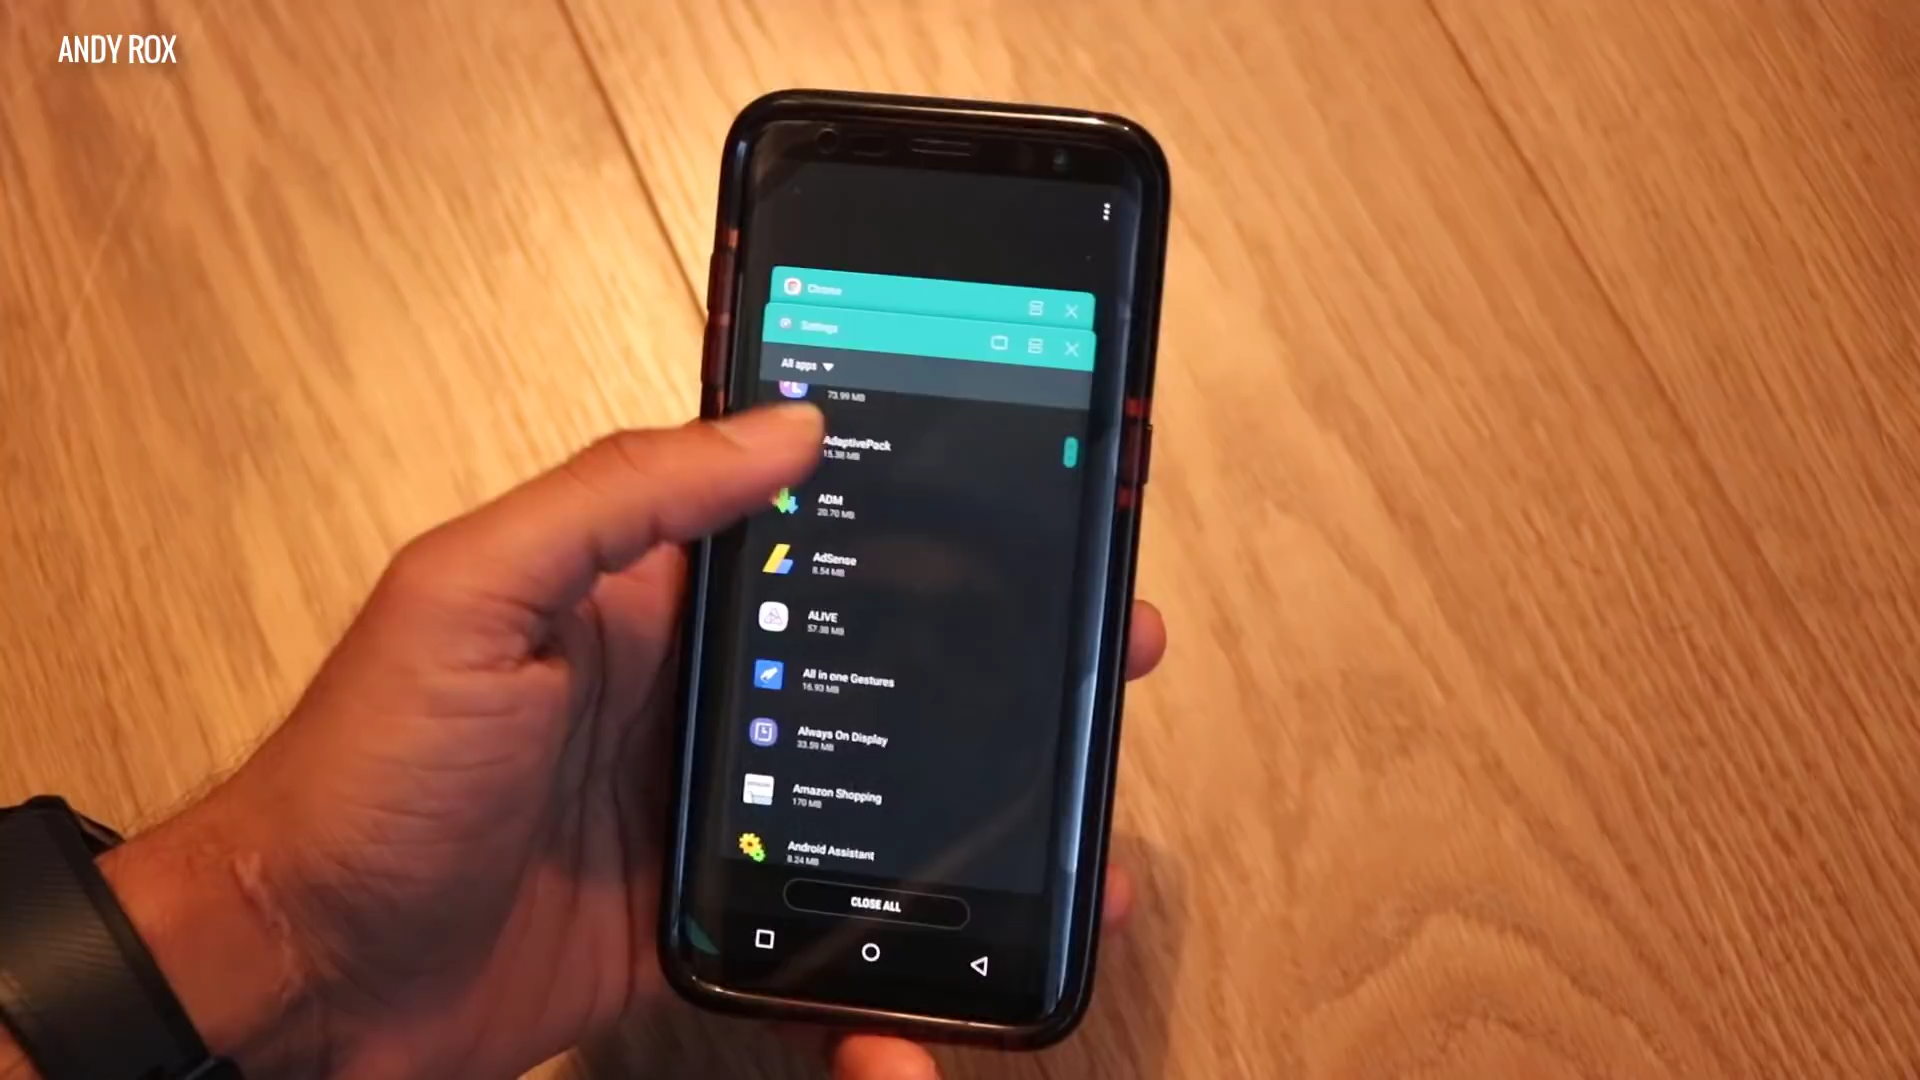 ANDY ROX
Chrome
Settings
All apps
73.99 MB
AdaptivePack
15.38 MB
ADM
20.70 MB
AdSense
8.54 MB
ALIVE
57.38 MB
All in one Gestures
16.93 MB
Always On Display
33.59 MB
Amazon Shopping
170 MB
Android Assistant
8.24 MB
CLOSE ALL